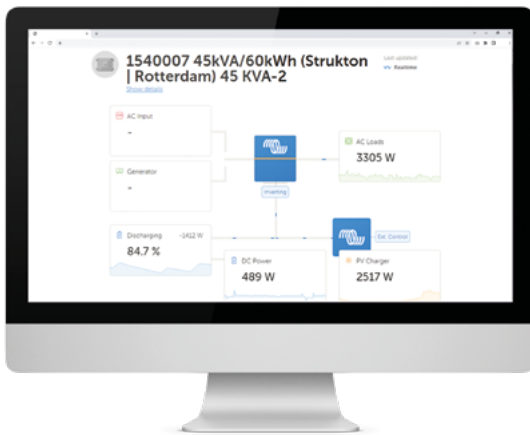 1540007 45kVA/60kWh (Strukton
| Rotterdam) 45 KVA-2
Show details
Last updated:
Realtime
AC Input
-
Generator
-
Inverting
AC Loads
3305 W
Discharging -1412 W
84,7 %
Ext. Control
DC Power
489 W
PV Charger
2517 W